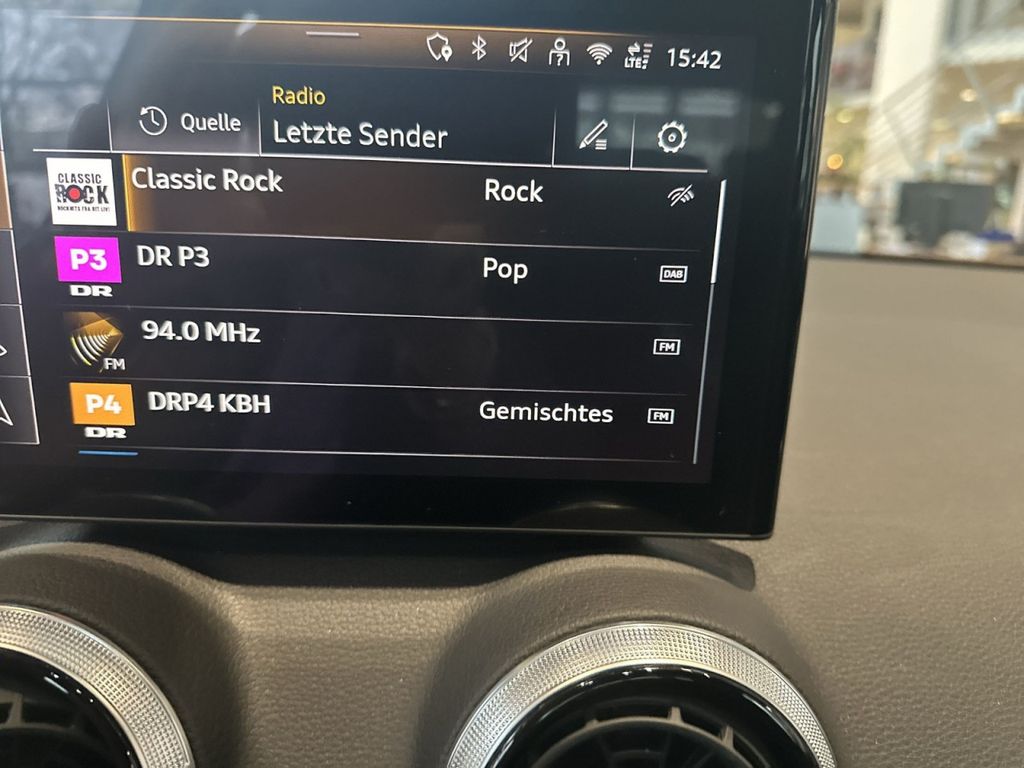 LTE
15:42
Quelle
Radio
Letzte Sender
CLASSIC
ROCK
Classic Rock
Rock
P3
DR
DR P3
Pop
DAB
FM
94.0 MHz
FM
P4
DR
DRP4 KBH
Gemischtes
FM